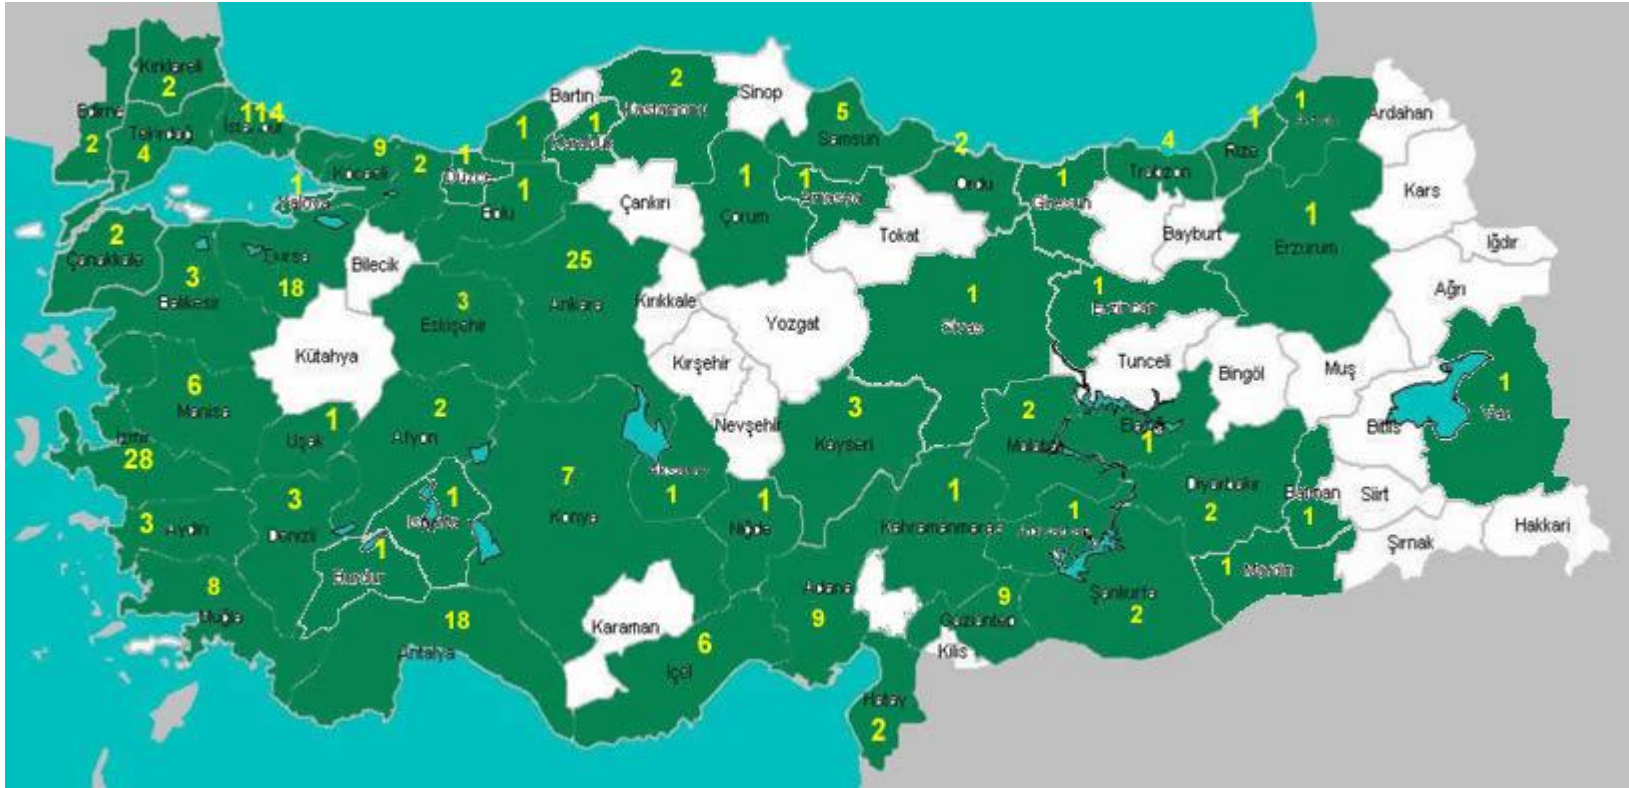 Kırklareli
2
Edirne
2
Tekirdağ
4
114
İstanbul
9
Kocaeli
1
Yalova
2
1
Düzce
1
Bolu
1
Bartın
1
Karabük
2
Kastamonu
Sinop
5
Samsun
2
Ordu
1
Giresun
4
Trabzon
1
Rize
1
Ardahan
Kars
Iğdır
Ağrı
1
Erzurum
Bayburt
1
Erzincan
Tokat
1
Amasya
1
Çorum
Çankırı
25
Ankara
Kırıkkale
Yozgat
Kırşehir
Nevşehir
1
Sivas
Tunceli
Bingöl
Muş
Bitlis
1
Van
Hakkari
Şırnak
Siirt
Batman
1
Diyarbakır
2
1
Mardin
Elazığ
1
2
Malatya
1
3
Kayseri
1
Kahramanmaraş
Şanlıurfa
2
9
Gaziantep
Kilis
Hatay
2
Adana
9
6
İçel
Karaman
1
Niğde
Aksaray
1
7
Konya
3
Eskişehir
Bilecik
Bursa
18
2
Çanakkale
3
Balıkesir
Kütahya
6
Manisa
1
Uşak
2
Afyon
İzmir
28
3
Aydın
3
Denizli
1
Isparta
1
Burdur
8
Muğla
18
Antalya